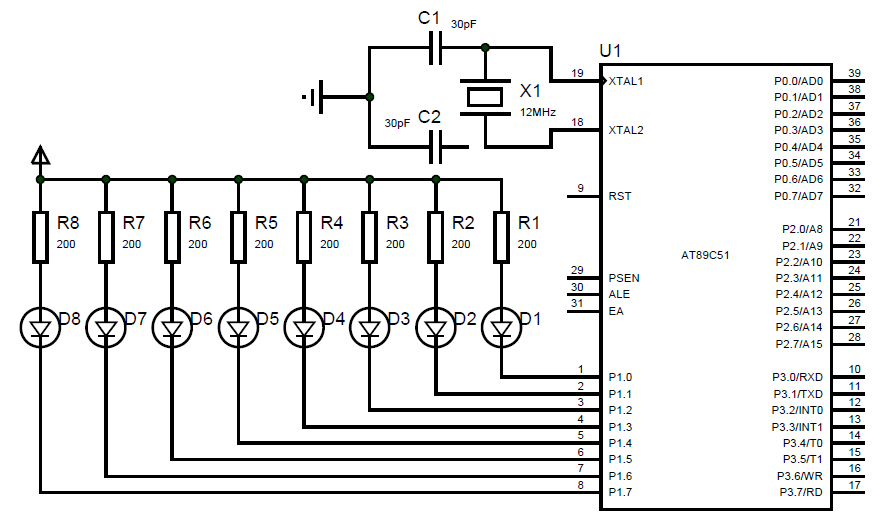 C1 30pF
U1
19 XTAL1
X1
12MHz
30pF C2
18 XTAL2
9 RST
R8 200
R7 200
R6 200
R5 200
R4 200
R3 200
R2 200
R1 200
29 PSEN
30 ALE
31 EA
D8 D7 D6 D5 D4 D3 D2 D1
1 P1.0
2 P1.1
3 P1.2
4 P1.3
5 P1.4
6 P1.5
7 P1.6
8 P1.7
AT89C51
P0.0/AD0 39
P0.1/AD1 38
P0.2/AD2 37
P0.3/AD3 36
P0.4/AD4 35
P0.5/AD5 34
P0.6/AD6 33
P0.7/AD7 32
P2.0/A8 21
P2.1/A9 22
P2.2/A10 23
P2.3/A11 24
P2.4/A12 25
P2.5/A13 26
P2.6/A14 27
P2.7/A15 28
P3.0/RXD 10
P3.1/TXD 11
P3.2/INT0 12
P3.3/INT1 13
P3.4/T0 14
P3.5/T1 15
P3.6/WR 16
P3.7/RD 17